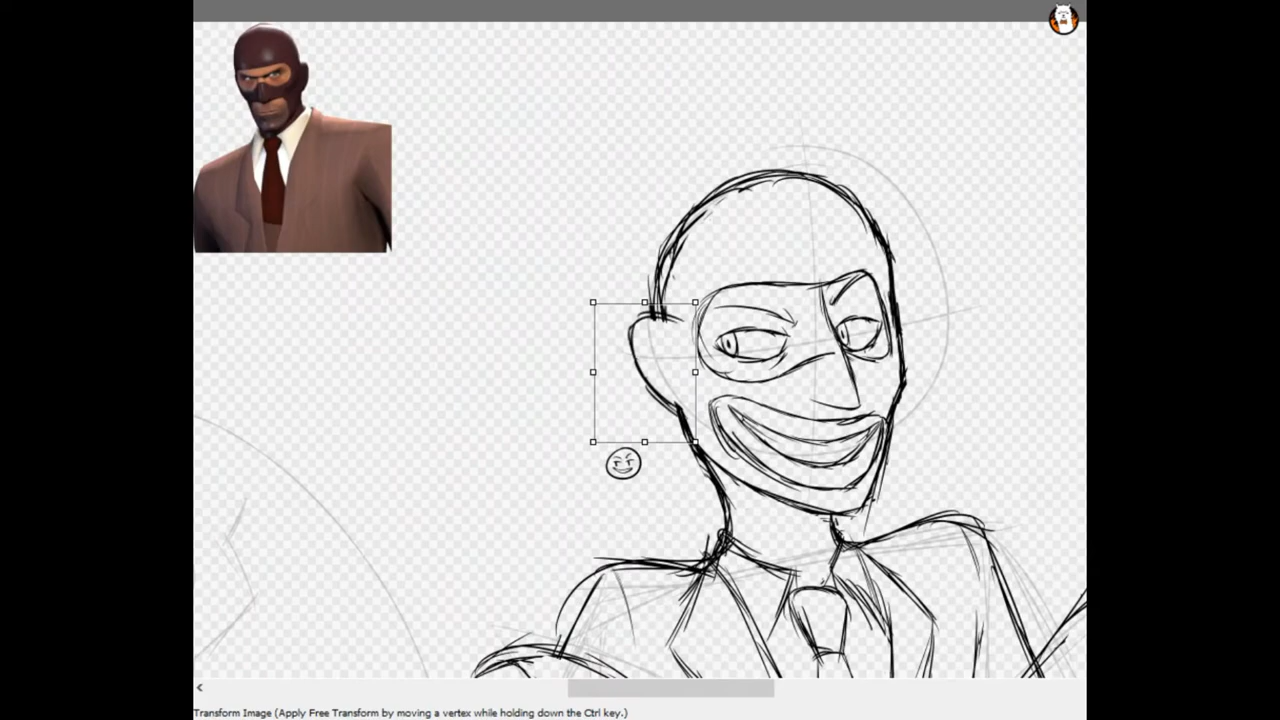 Transform Image (Apply Free Transform by moving a vertex while holding down the Ctrl key.)